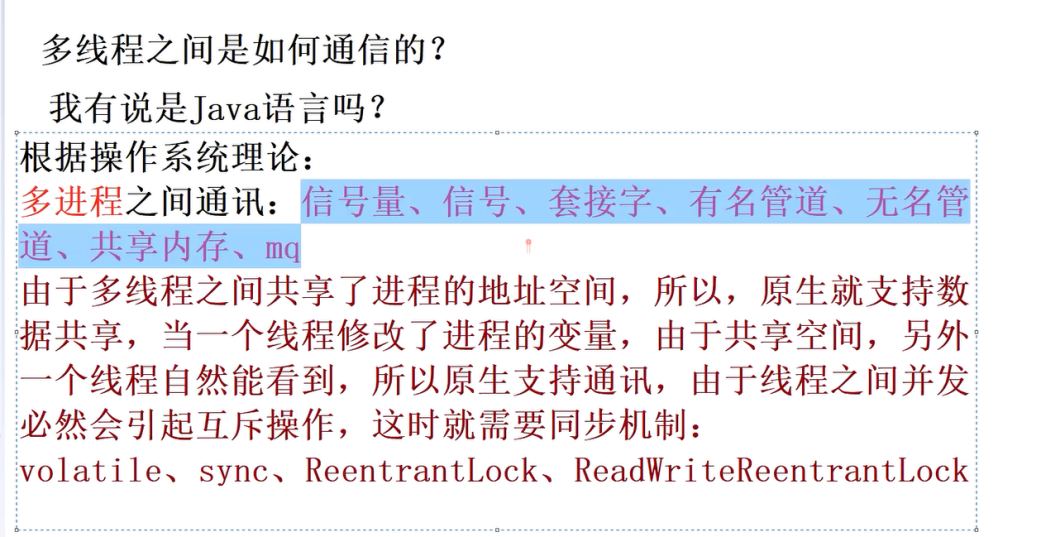 多线程之间是如何通信的？
我有说是Java语言吗？
根据操作系统理论：
多进程之间通讯：信号量、信号、套接字、有名管道、无名管
道、共享内存、mq
由于多线程之间共享了进程的地址空间，所以，原生就支持数
据共享，当一个线程修改了进程的变量，由于共享空间，另外
一个线程自然能看到，所以原生支持通讯，由于线程之间并发
必然会引起互斥操作，这时就需要同步机制：
volatile、sync、ReentrantLock、ReadWriteReentrantLock